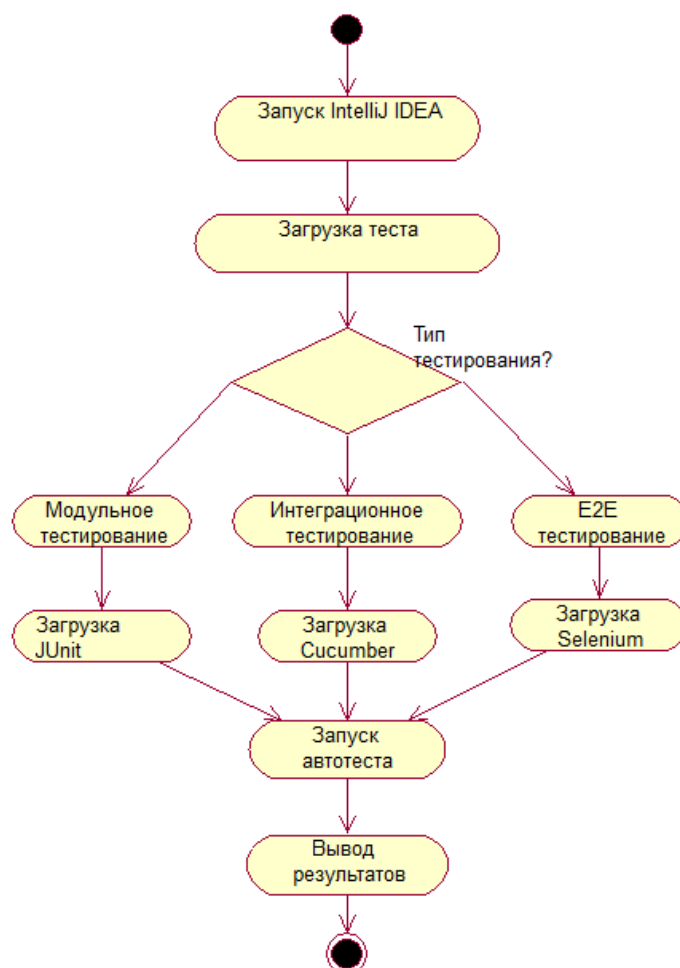 Запуск IntelliJ IDEA
Загрузка теста
Тип
тестирования?
Модульное
тестирование
Интеграционное
тестирование
E2E
тестирование
Загрузка
JUnit
Загрузка
Cucumber
Загрузка
Selenium
Запуск
автотеста
Вывод
результатов